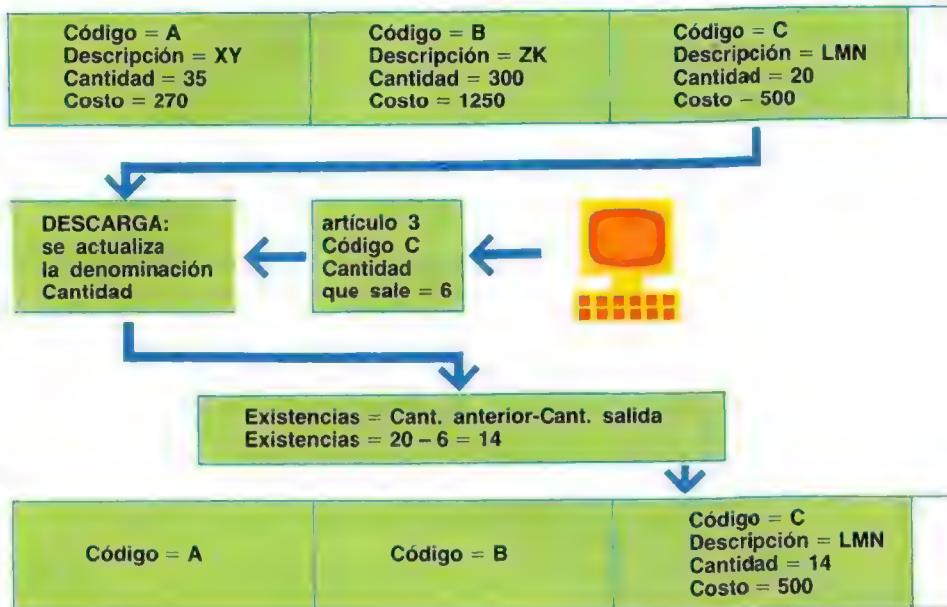 Código = A
Descripción = XY
Cantidad = 35
Costo = 270
Código = B
Descripción = ZK
Cantidad = 300
Costo = 1250
Código = C
Descripción = LMN
Cantidad = 20
Costo – 500
DESCARGA:
se actualiza
la denominación
Cantidad
artículo 3
Código C
Cantidad
que sale = 6
Existencias = Cant. anterior-Cant. salida
Existencias = 20 – 6 = 14
Código = A
Código = B
Código = C
Descripción = LMN
Cantidad = 14
Costo = 500